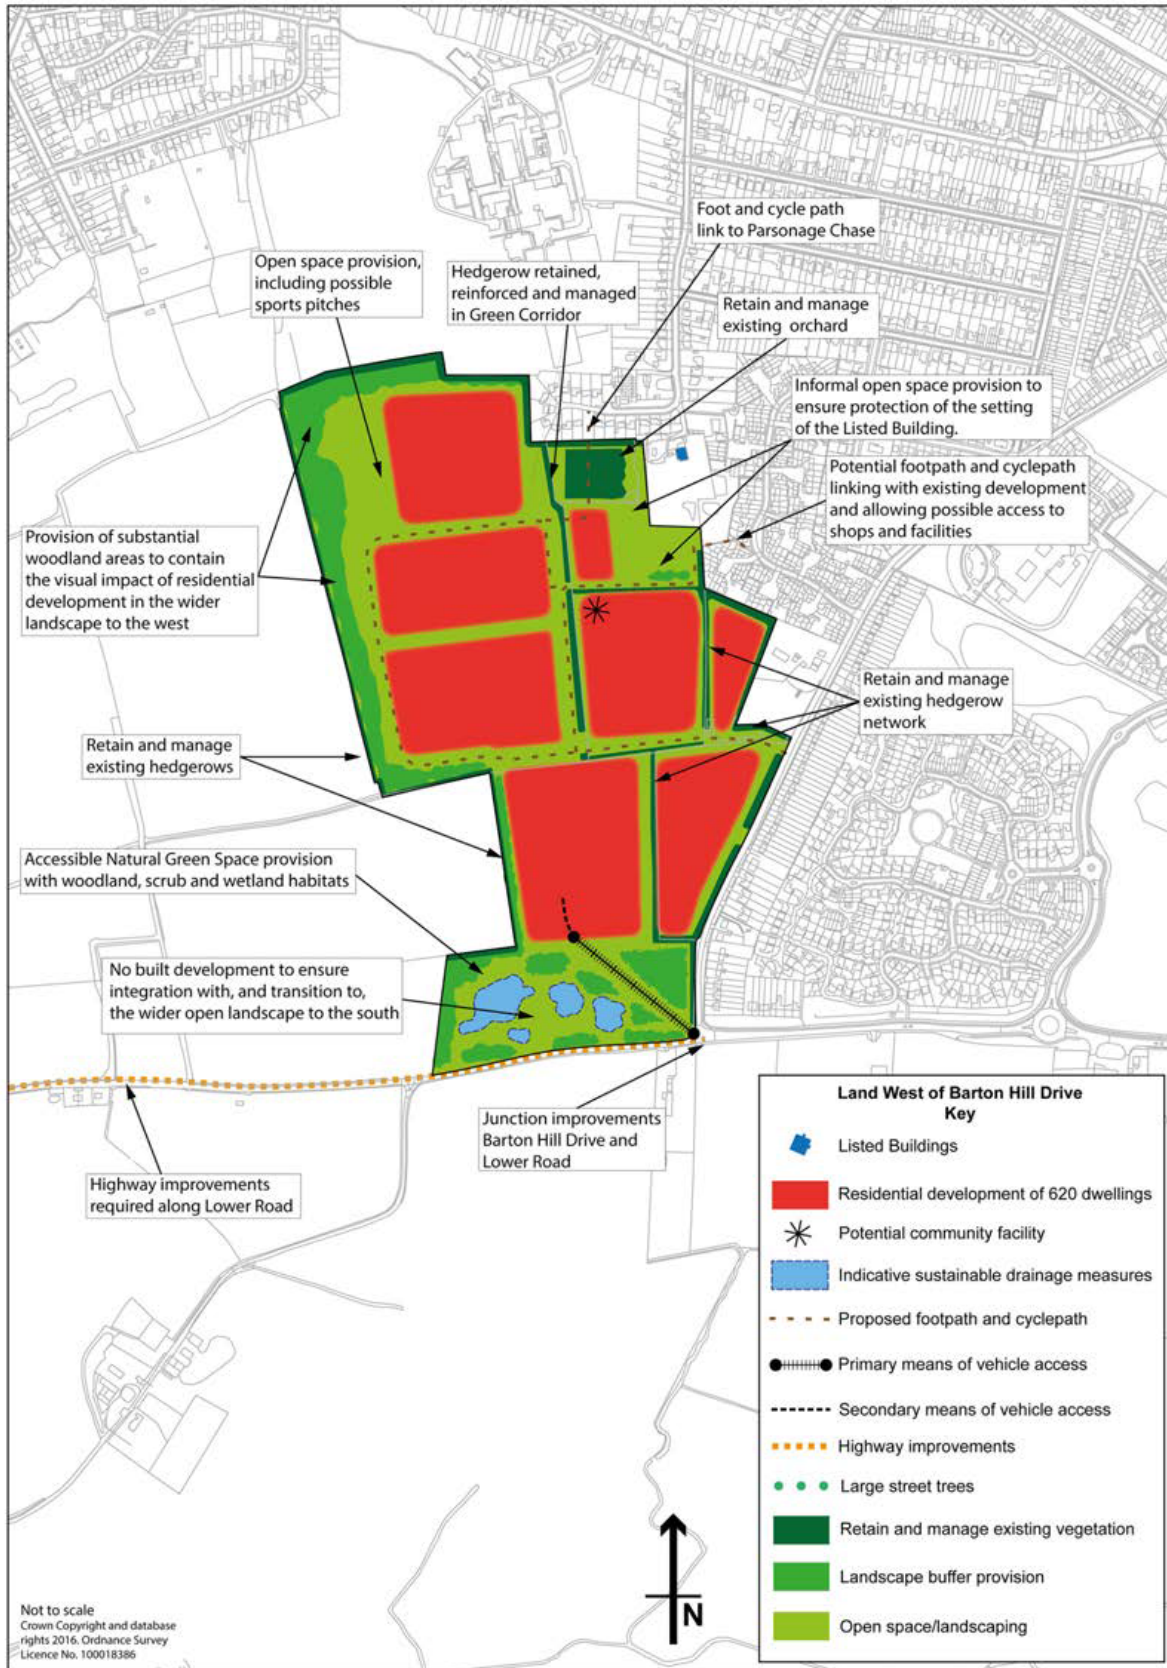 Foot and cycle path
link to Parsonage Chase
Open space provision,
including possible
sports pitches
Hedgerow retained,
reinforced and managed
in Green Corridor
Retain and manage
existing orchard
Informal open space provision to
ensure protection of the setting
of the Listed Building.
Potential footpath and cyclepath
linking with existing development
and allowing possible access to
shops and facilities
Provision of substantial
woodland areas to contain
the visual impact of residential
development in the wider
landscape to the west
Retain and manage
existing hedgerow
network
Retain and manage
existing hedgerows
Accessible Natural Green Space provision
with woodland, scrub and wetland habitats
No built development to ensure
integration with, and transition to,
the wider open landscape to the south
Junction improvements
Barton Hill Drive and
Lower Road
Highway improvements
required along Lower Road
Land West of Barton Hill Drive
Key
Listed Buildings
Residential development of 620 dwellings
Potential community facility
Indicative sustainable drainage measures
Proposed footpath and cyclepath
Primary means of vehicle access
Secondary means of vehicle access
Highway improvements
Large street trees
Retain and manage existing vegetation
Landscape buffer provision
Open space/landscaping
N
Not to scale
Crown Copyright and database
rights 2016. Ordnance Survey
Licence No. 100018386